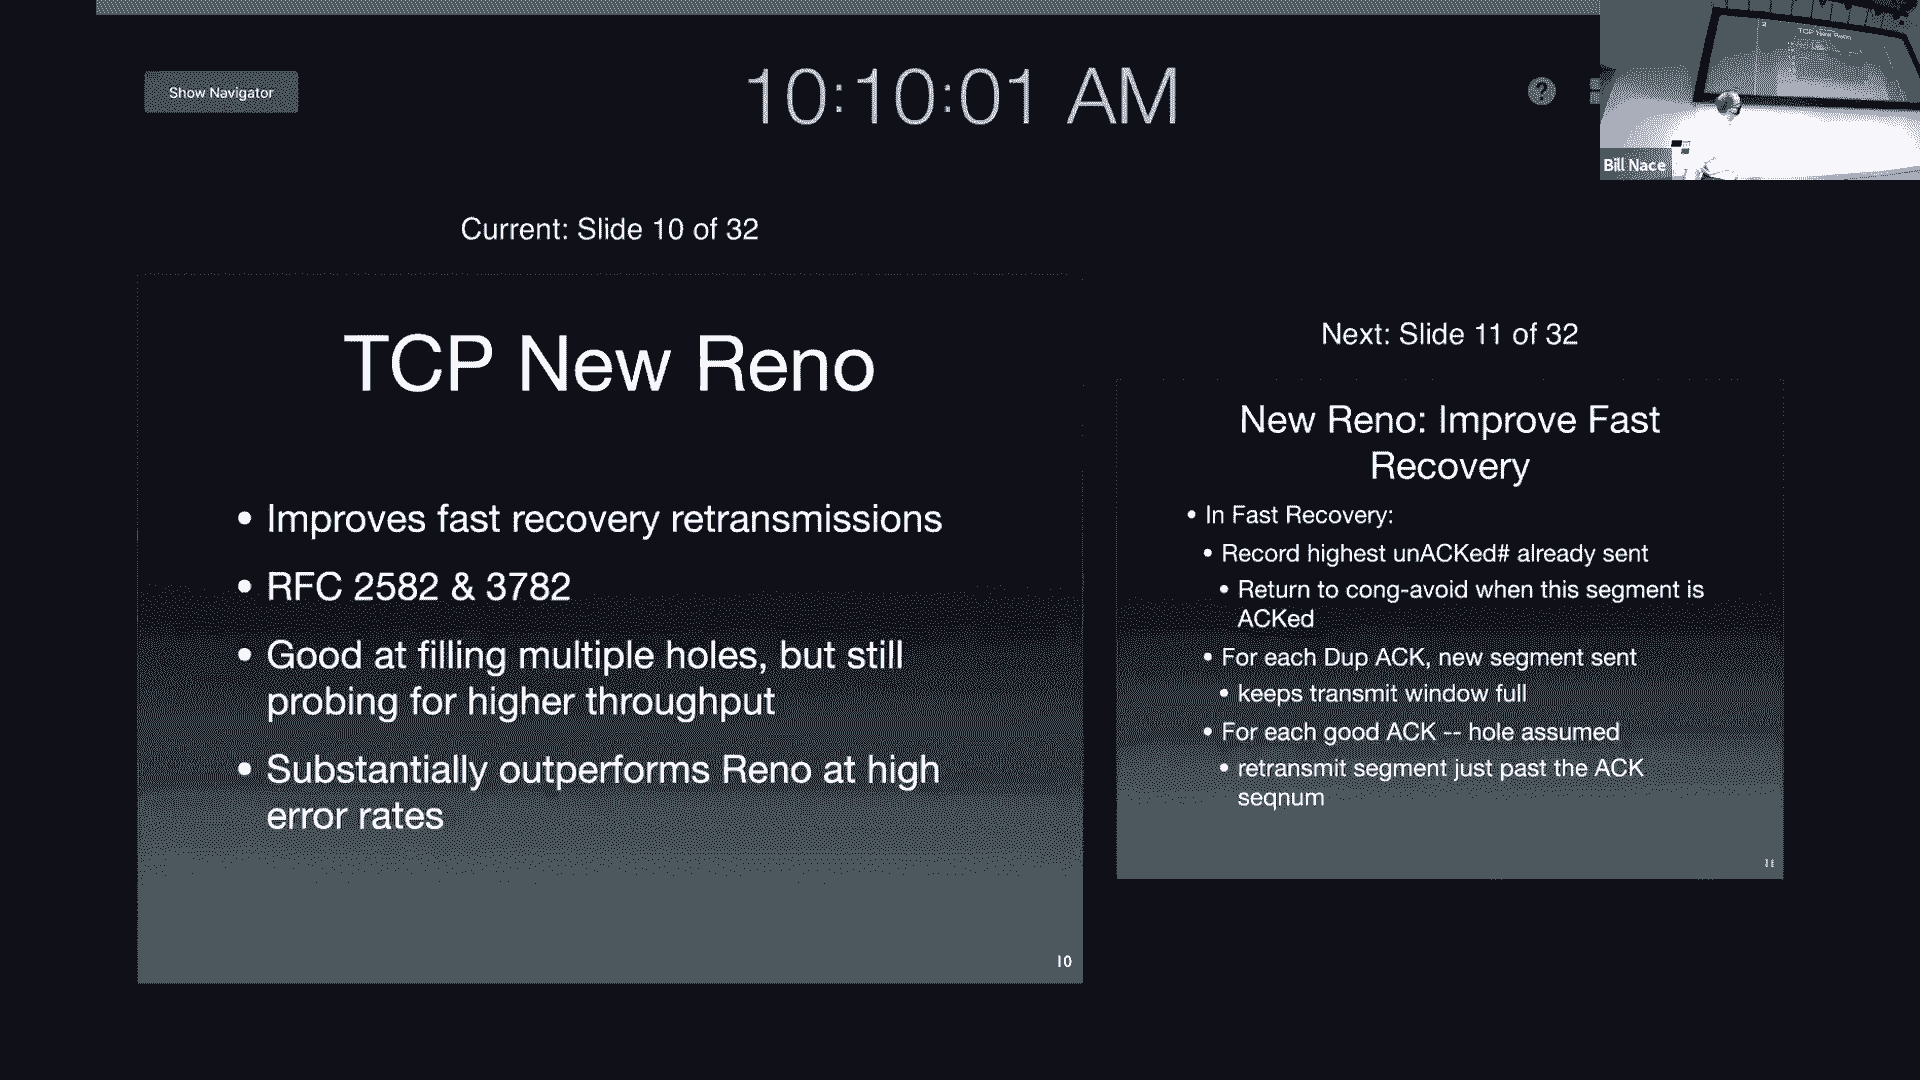 Show Navigator
10:10:01 AM
?
TCP New Reno
Bill Nace
Current: Slide 10 of 32
TCP New Reno
• Improves fast recovery retransmissions
• RFC 2582 & 3782
• Good at filling multiple holes, but still
probing for higher throughput
• Substantially outperforms Reno at high
error rates
10
Next: Slide 11 of 32
New Reno: Improve Fast
Recovery
• In Fast Recovery:
• Record highest unACKed# already sent
• Return to cong-avoid when this segment is
ACKed
• For each Dup ACK, new segment sent
• keeps transmit window full
• For each good ACK -- hole assumed
• retransmit segment just past the ACK
seqnum
11